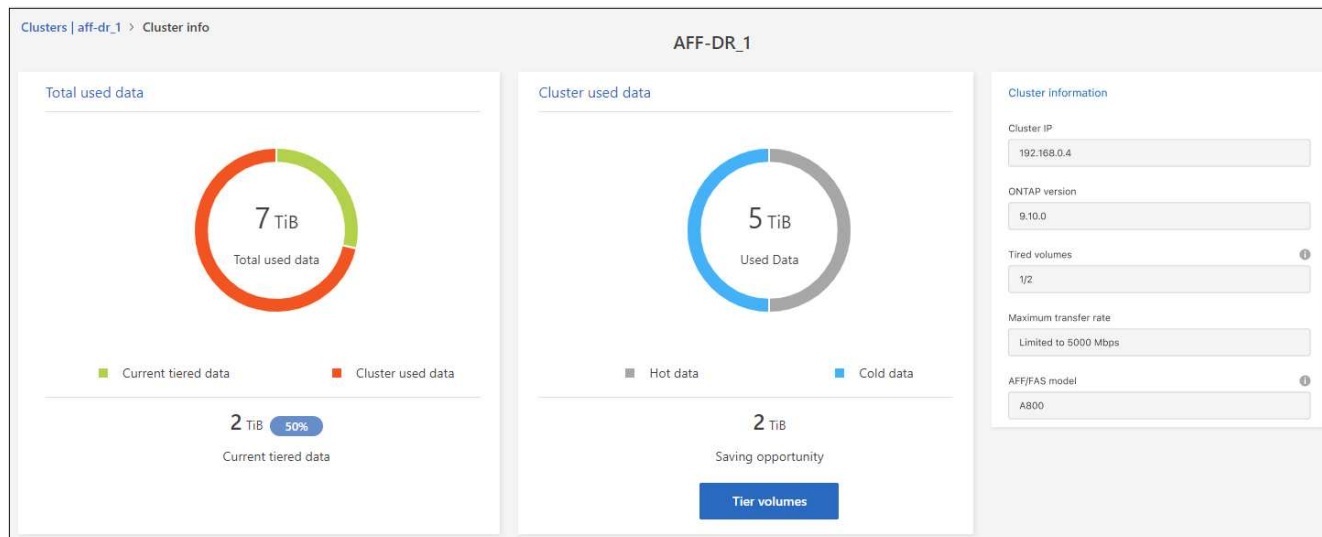 Clusters | aff-dr_1 > Cluster info
AFF-DR_1
Total used data
7 TiB
Total used data
Current tiered data
Cluster used data
2 TiB 50%
Current tiered data
Cluster used data
5 TiB
Used Data
Hot data
Cold data
2 TiB
Saving opportunity
Tier volumes
Cluster information
Cluster IP
192.168.0.4
ONTAP version
9.10.0
Tired volumes
1/2
Maximum transfer rate
Limited to 5000 Mbps
AFF/FAS model
A800